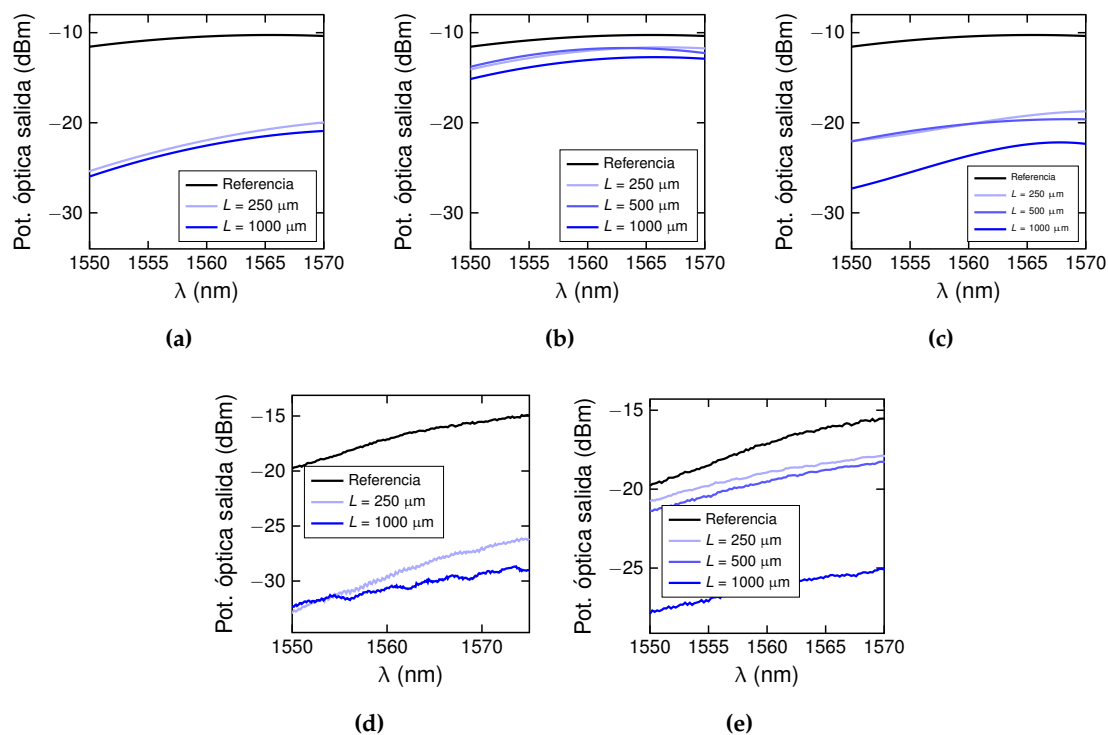 Pot. óptica salida (dBm)
−10
−20
−30
Referencia
L = 250 μm
L = 1000 μm
1550 1555 1560 1565 1570
λ (nm)
(a)
Pot. óptica salida (dBm)
−10
−20
−30
Referencia
L = 250 μm
L = 500 μm
L = 1000 μm
1550 1555 1560 1565 1570
λ (nm)
(b)
Pot. óptica salida (dBm)
−10
−20
−30
Referencia
L = 250 μm
L = 500 μm
L = 1000 μm
1550 1555 1560 1565 1570
λ (nm)
(c)
Pot. óptica salida (dBm)
−15
−20
−25
−30
Referencia
L = 250 μm
L = 1000 μm
1550 1560 1570
λ (nm)
(d)
Pot. óptica salida (dBm)
−15
−20
−25
Referencia
L = 250 μm
L = 500 μm
L = 1000 μm
1550 1555 1560 1565 1570
λ (nm)
(e)